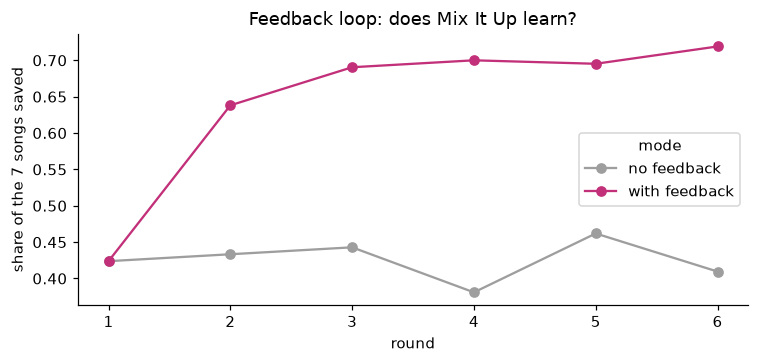 Feedback loop: does Mix It Up learn?
share of the 7 songs saved
0.70
0.65
0.60
0.55
0.50
0.45
0.40
mode
no feedback
with feedback
1 2 3 4 5 6
round